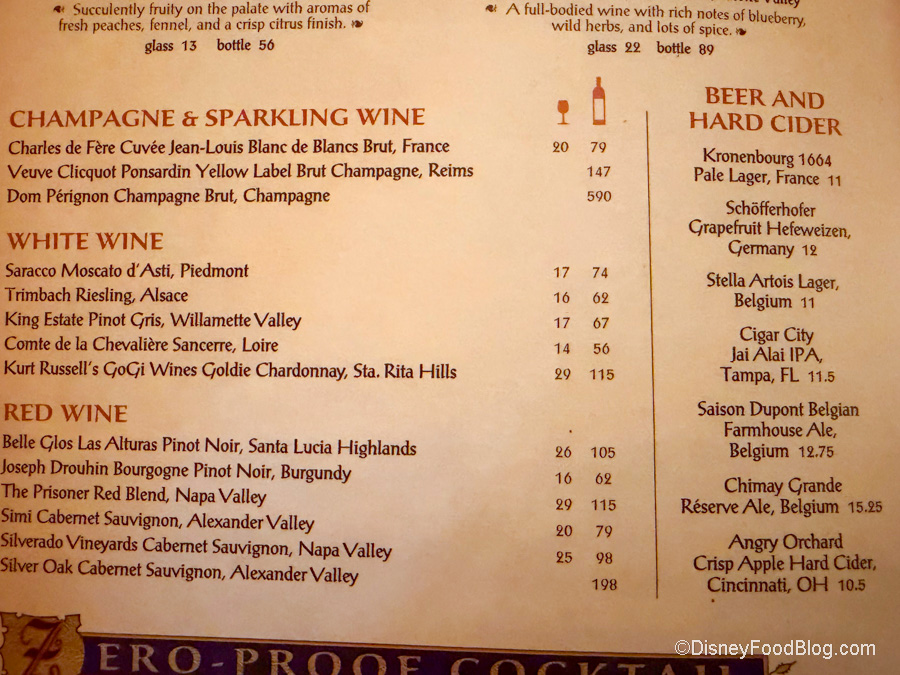 Succulently fruity on the palate with aromas of
fresh peaches, fennel, and a crisp citrus finish.
glass 13 bottle 56
Valley
A full-bodied wine with rich notes of blueberry,
wild herbs, and lots of spice.
glass 22 bottle 89
CHAMPAGNE & SPARKLING WINE
Charles de Fère Cuvée Jean-Louis Blanc de Blancs Brut, France 20 79
Veuve Clicquot Ponsardin Yellow Label Brut Champagne, Reims 147
Dom Pérignon Champagne Brut, Champagne 590
WHITE WINE
Saracco Moscato d'Asti, Piedmont 17 74
Trimbach Riesling, Alsace 16 62
King Estate Pinot Gris, Willamette Valley 17 67
Comte de la Chevalière Sancerre, Loire 14 56
Kurt Russell's GoGi Wines Goldie Chardonnay, Sta. Rita Hills 29 115
RED WINE
Belle Glos Las Alturas Pinot Noir, Santa Lucia Highlands 26 105
Joseph Drouhin Bourgogne Pinot Noir, Burgundy 16 62
The Prisoner Red Blend, Napa Valley 29 115
Simi Cabernet Sauvignon, Alexander Valley 20 79
Silverado Vineyards Cabernet Sauvignon, Napa Valley 25 98
Silver Oak Cabernet Sauvignon, Alexander Valley 198
BEER AND
HARD CIDER
Kronenbourg 1664
Pale Lager, France 11
Schöfferhofer
Grapefruit Hefeweizen,
Germany 12
Stella Artois Lager,
Belgium 11
Cigar City
Jai Alai IPA,
Tampa, FL 11.5
Saison Dupont Belgian
Farmhouse Ale,
Belgium 12.75
Chimay Grande
Réserve Ale, Belgium 15.25
Angry Orchard
Crisp Apple Hard Cider,
Cincinnati, OH 10.5
ZERO-PROOF COCKTAIL
©DisneyFoodBlog.com